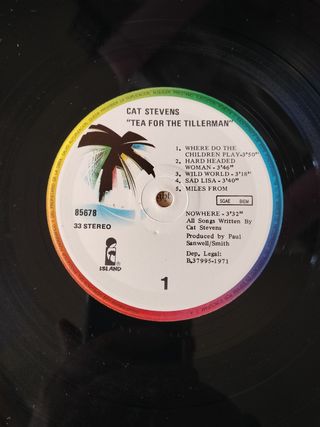 CAT STEVENS
"TEA FOR THE TILLERMAN"
1. WHERE DO THE
CHILDREN PLAY-3'50"
2. HARD HEADED
WOMAN - 3'46"
3. WILD WORLD - 3'18"
4. SAD LISA - 3'40"
5. MILES FROM
NOWHERE - 3'32"
85678
33 STEREO
SGAE BIEM
All Songs Written By
Cat Stevens
Produced by Paul
Sanwell/Smith
Dep. Legal:
B.37995-1971
ISLAND
1